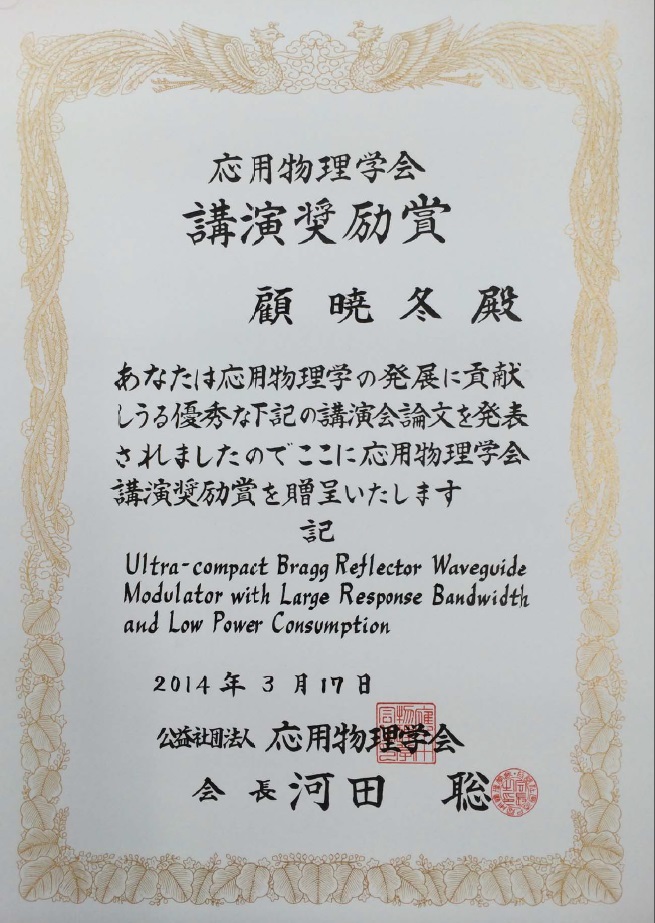 応用物理学会
講演奨励賞
顧 暁 冬 殿
あなたは応用物理学の発展に貢献
しうる優秀な下記の講演会論文を発表
されましたのでここに応用物理学会
講演奨励賞を贈呈いたします
記
Ultra-compact Bragg Reflector Waveguide
Modulator with Large Response Bandwidth
and Low Power Consumption
2014 年 3 月 17 日
公益社団法人 応用物理学会
会 長 河 田 聡